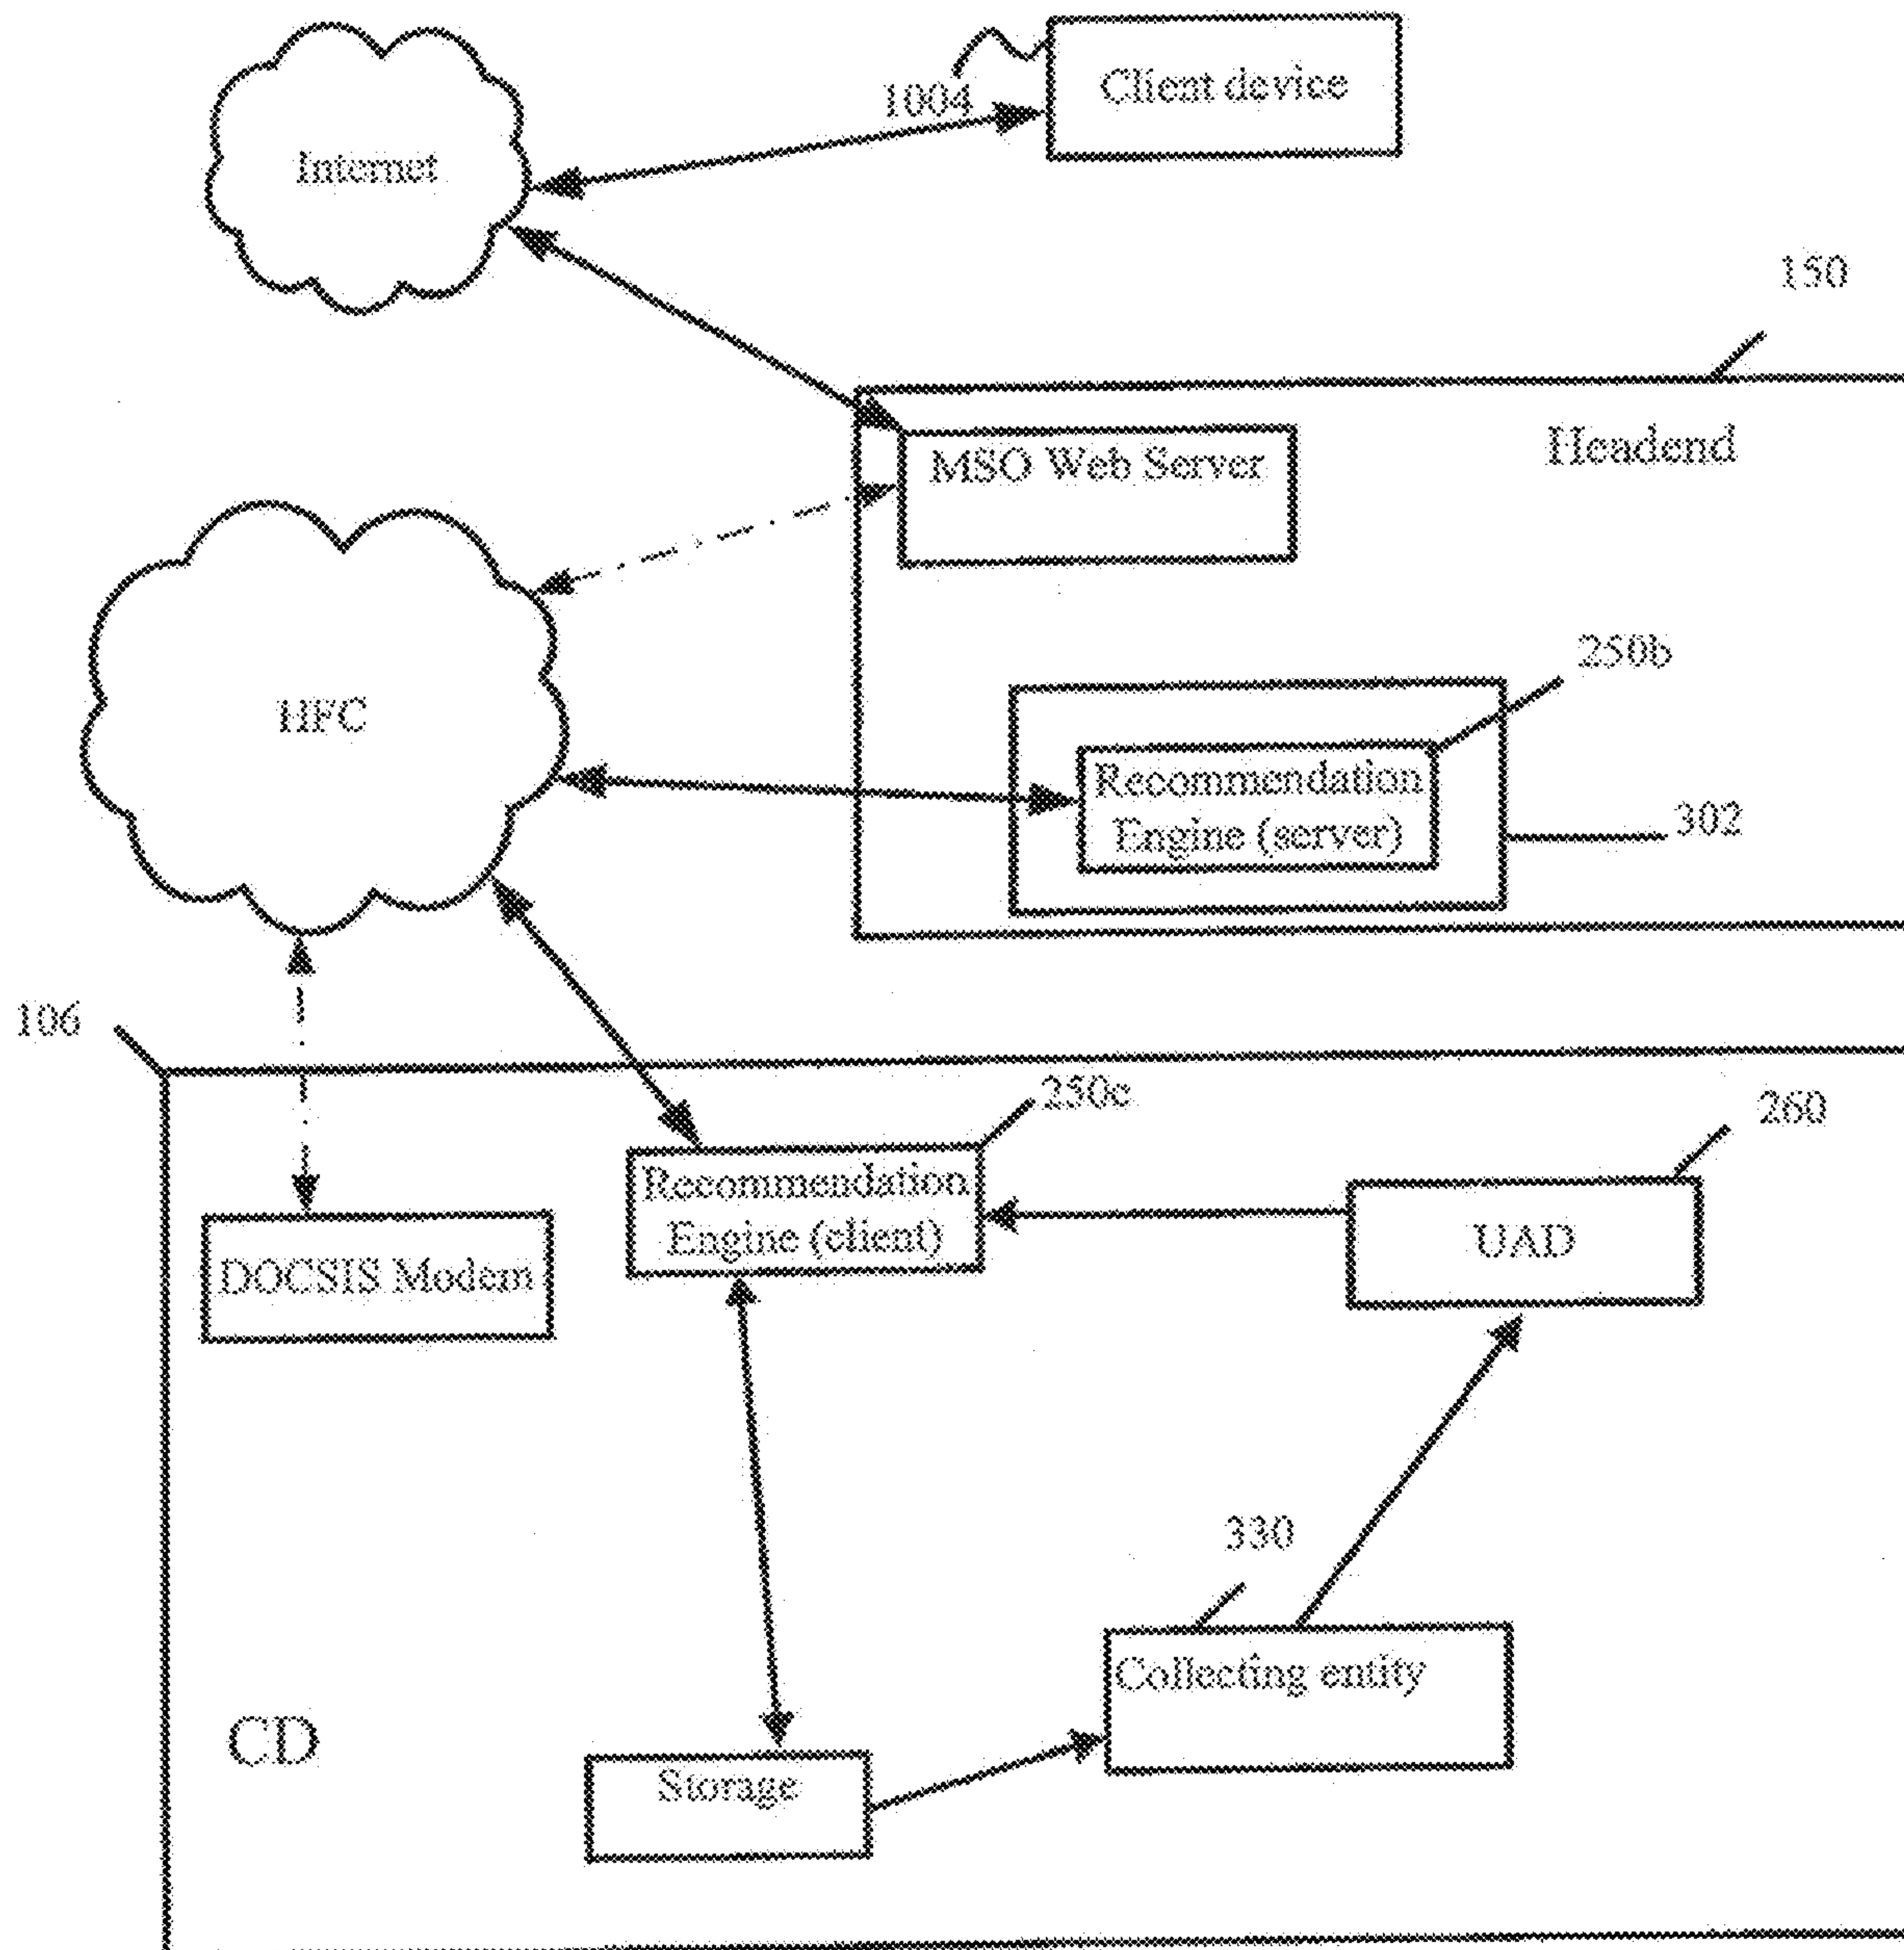 1004
Client device
Internet
150
MSO Web Server
Headend
250b
HFC
Recommendation
Engine (server)
302
106
250c
260
Recommendation
Engine (client)
UAD
DOCSIS Modem
330
Collecting entity
CD
Storage